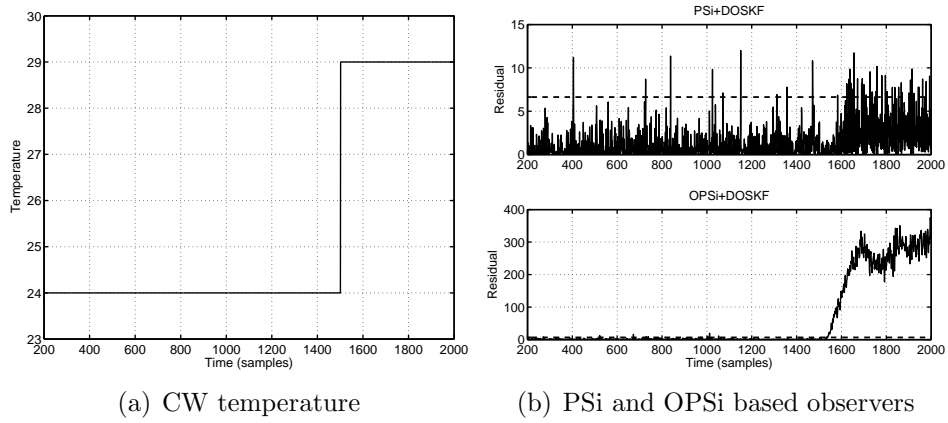 30
29
28
27
26
25
24
23
Temperature
200 400 600 800 1000 1200 1400 1600 1800 2000
Time (samples)
(a) CW temperature
PSi+DOSKF
15
10
5
0
Residual
200 400 600 800 1000 1200 1400 1600 1800 2000
OPSi+DOSKF
400
300
200
100
0
Residual
200 400 600 800 1000 1200 1400 1600 1800 2000
Time (samples)
(b) PSi and OPSi based observers